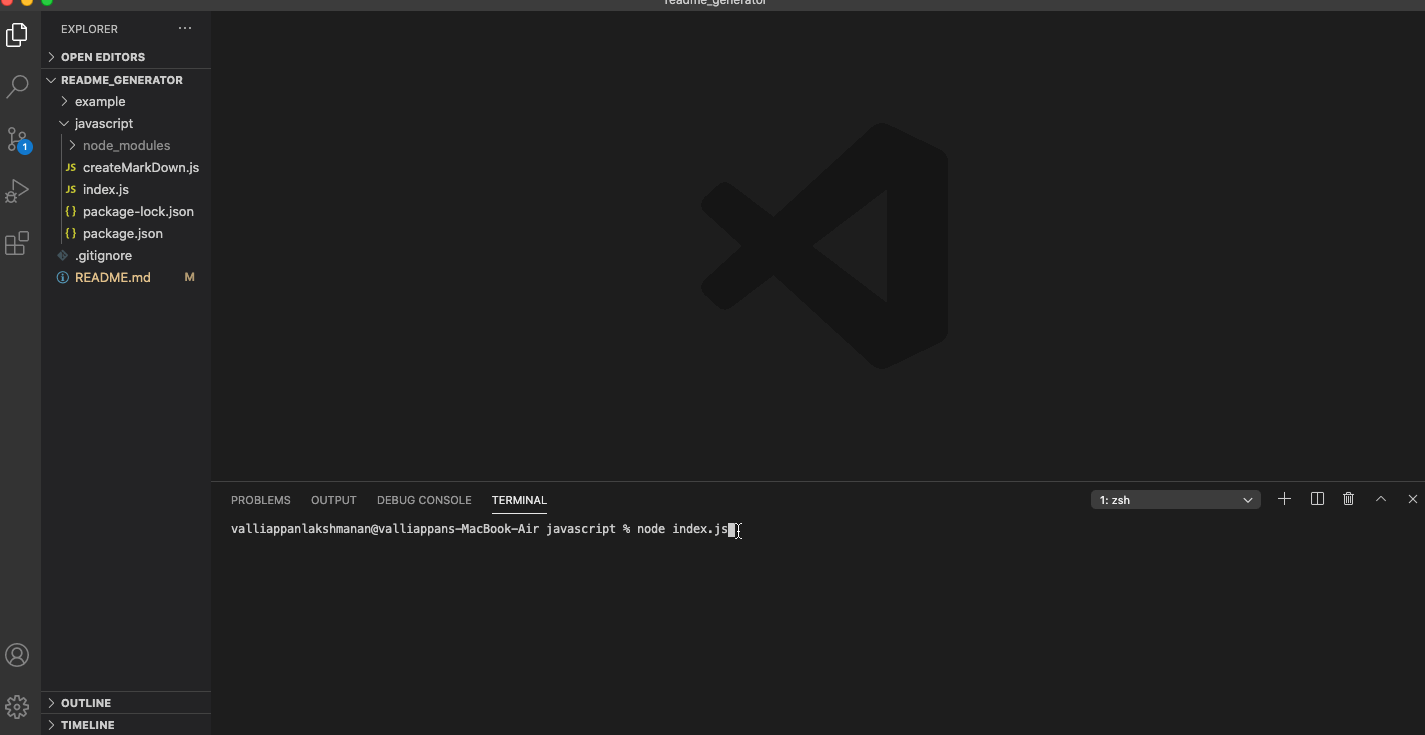 readme_generator
EXPLORER ...
OPEN EDITORS
README_GENERATOR
example
javascript
node_modules
JS createMarkDown.js
JS index.js
{} package-lock.json
{} package.json
.gitignore
README.md M
1
OUTLINE
TIMELINE
PROBLEMS OUTPUT DEBUG CONSOLE TERMINAL 1: zsh
valliappanlakshmanan@valliappans-MacBook-Air javascript % node index.js